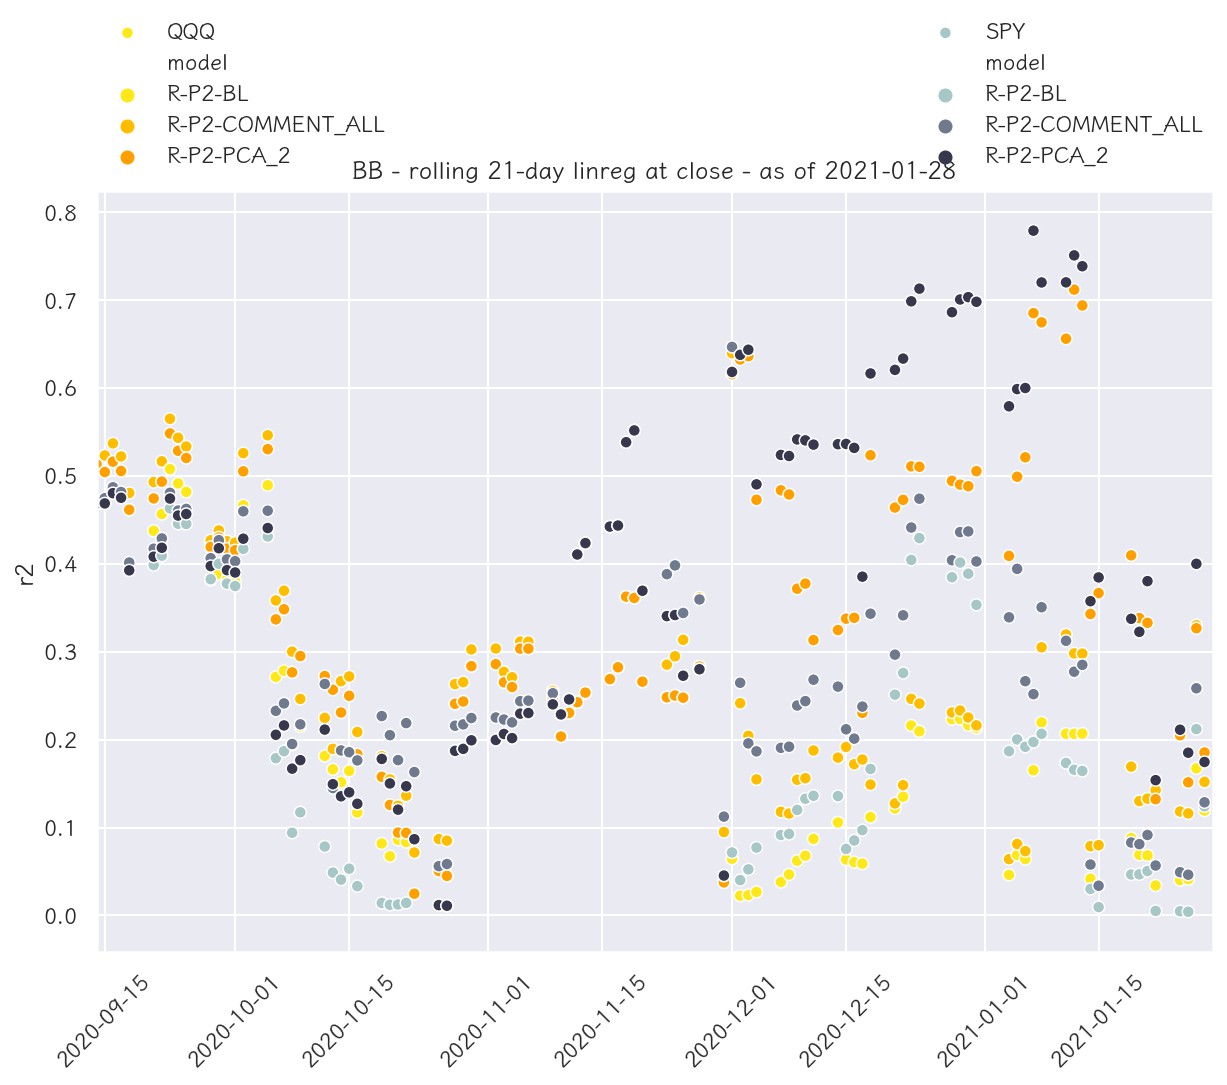 QQQ
model
R-P2-BL
R-P2-COMMENT_ALL
R-P2-PCA_2
SPY
model
R-P2-BL
R-P2-COMMENT_ALL
R-P2-PCA_2
BB - rolling 21-day linreg at close - as of 2021-01-28
0.8
0.7
0.6
0.5
0.4
0.3
0.2
0.1
0.0
r2
2020-09-15
2020-10-01
2020-10-15
2020-11-01
2020-11-15
2020-12-01
2020-12-15
2021-01-01
2021-01-15